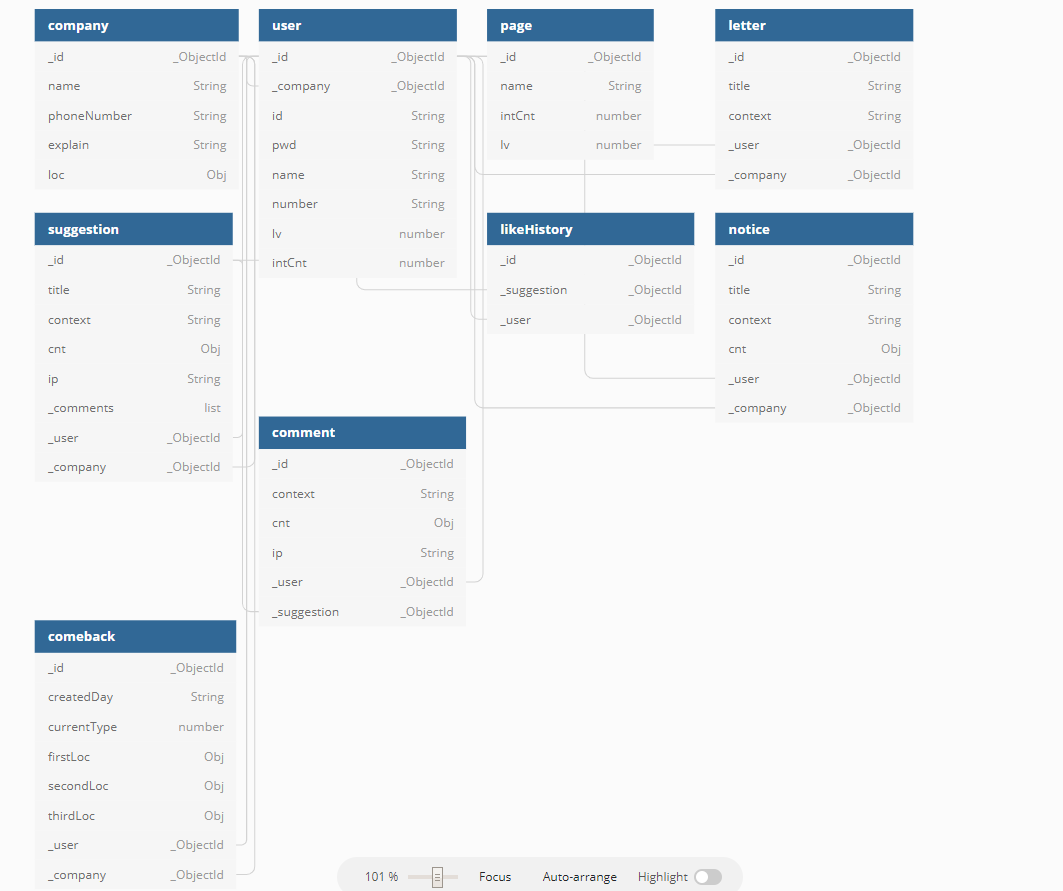 company
_id _ObjectId
name String
phoneNumber String
explain String
loc Obj
user
_id _ObjectId
_company _ObjectId
id String
pwd String
name String
number String
lv number
intCnt number
page
_id _ObjectId
name String
intCnt number
lv number
letter
_id _ObjectId
title String
context String
_user _ObjectId
_company _ObjectId
suggestion
_id _ObjectId
title String
context String
cnt Obj
ip String
_comments list
_user _ObjectId
_company _ObjectId
likeHistory
_id _ObjectId
_suggestion _ObjectId
_user _ObjectId
notice
_id _ObjectId
title String
context String
cnt Obj
_user _ObjectId
_company _ObjectId
comment
_id _ObjectId
context String
cnt Obj
ip String
_user _ObjectId
_suggestion _ObjectId
comeback
_id _ObjectId
createdDay String
currentType number
firstLoc Obj
secondLoc Obj
thirdLoc Obj
_user _ObjectId
_company _ObjectId
101 % Focus Auto-arrange Highlight